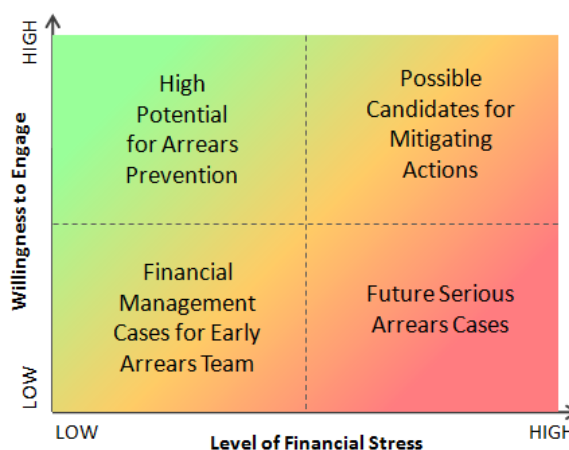 HIGH
Willingness to Engage
LOW
High
Potential
for Arrears
Prevention
Possible
Candidates for
Mitigating
Actions
Financial
Management
Cases for Early
Arrears Team
Future Serious
Arrears Cases
LOW
Level of Financial Stress
HIGH